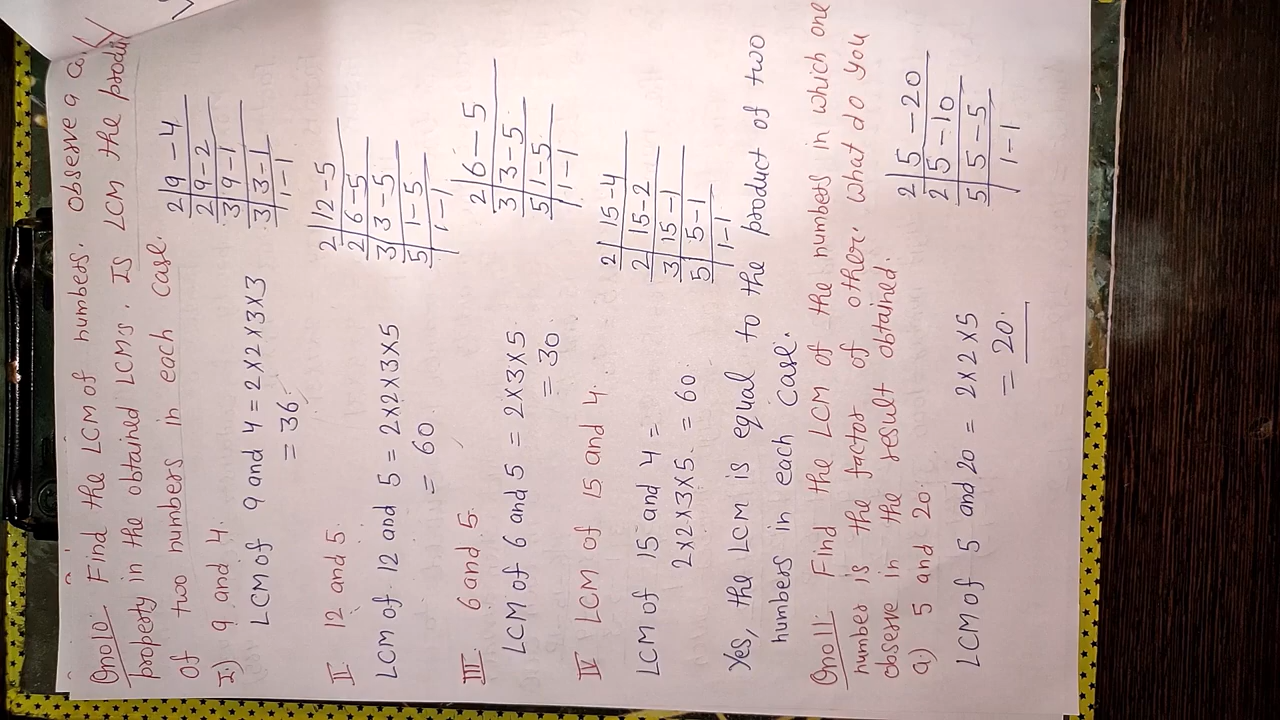 Qno10: Find the LCM of numbers. Observe a
property in the obtained LCMs. Is LCM the
of two numbers in each case.
I) 9 and 4.
LCM of 9 and 4 = 2×2×3×3
= 36.
2 | 9 - 4
2 | 9 - 2
3 | 9 - 1
3 | 3 - 1
1 - 1
II. 12 and 5.
LCM of 12 and 5 = 2×2×3×5
= 60
2 | 12 - 5
2 | 6 - 5
3 | 3 - 5
5 | 1 - 5
1 - 1
III. 6 and 5.
LCM of 6 and 5 = 2×3×5.
= 30.
2 | 6 - 5
3 | 3 - 5
5 | 1 - 5
1 - 1
IV LCM of 15 and 4.
LCM of 15 and 4 =
2×2×3×5. = 60.
2 | 15 - 4
2 | 15 - 2
3 | 15 - 1
5 | 5 - 1
1 - 1
Yes, the LCM is equal to the product of two
numbers in each case.
Qno11: Find the LCM of the numbers in which one
number is the factor of other. What do you
observe in the result obtained.
a) 5 and 20.
LCM of 5 and 20 = 2×2×5
= 20.
2 | 5 - 20
2 | 5 - 10
5 | 5 - 5
1 - 1